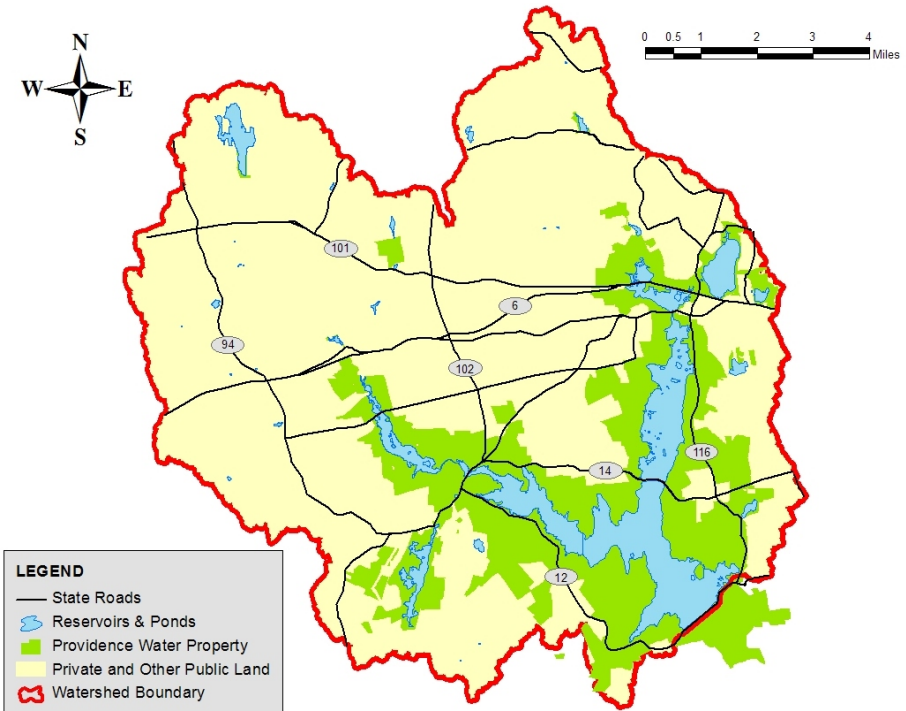 N
W E
S
0 0.5 1 2 3 4
Miles
101
6
94
102
14
116
12
LEGEND
State Roads
Reservoirs & Ponds
Providence Water Property
Private and Other Public Land
Watershed Boundary